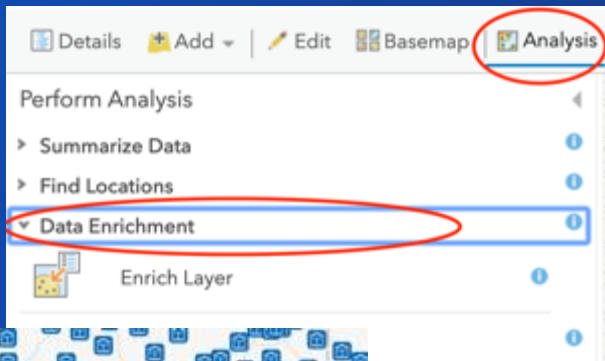 Details Add Edit Basemap Analysis
Perform Analysis
Summarize Data
Find Locations
Data Enrichment
Enrich Layer